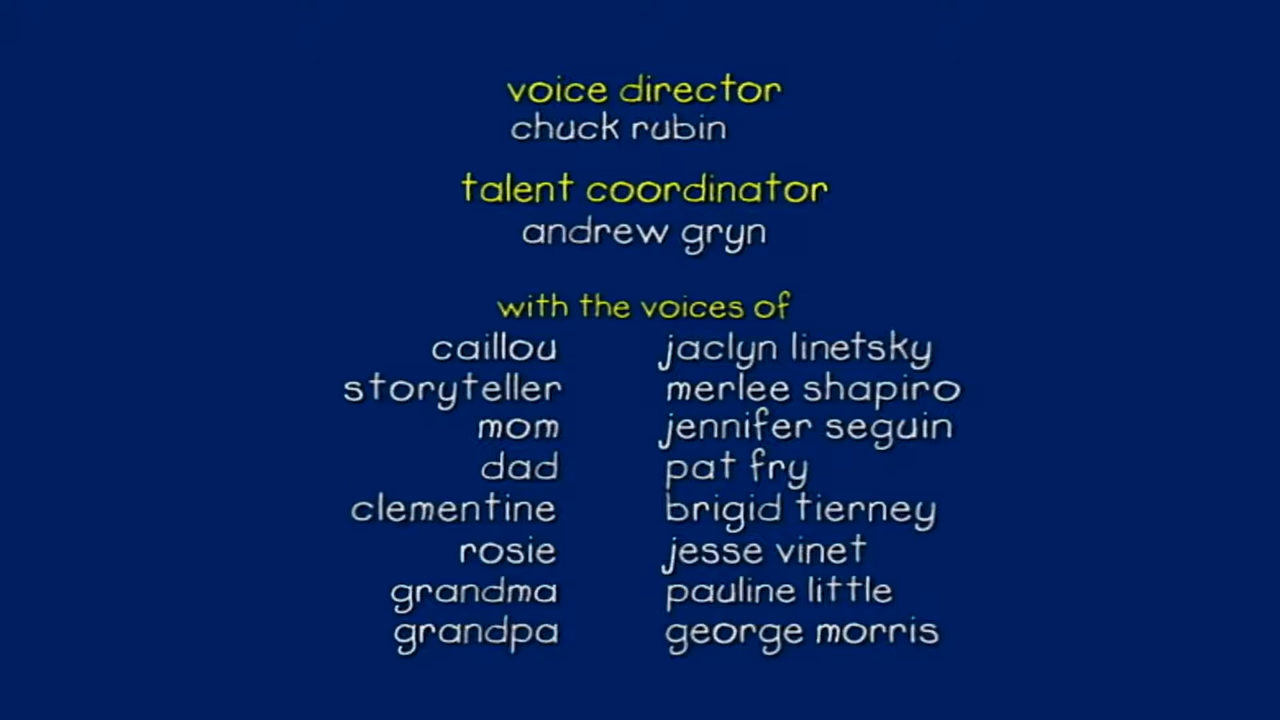 voice director
chuck rubin
talent coordinator
andrew gryn
with the voices of
caillou jaclyn linetsky
storyteller merlee shapiro
mom jennifer seguin
dad pat fry
clementine brigid tierney
rosie jesse vinet
grandma pauline little
grandpa george morris